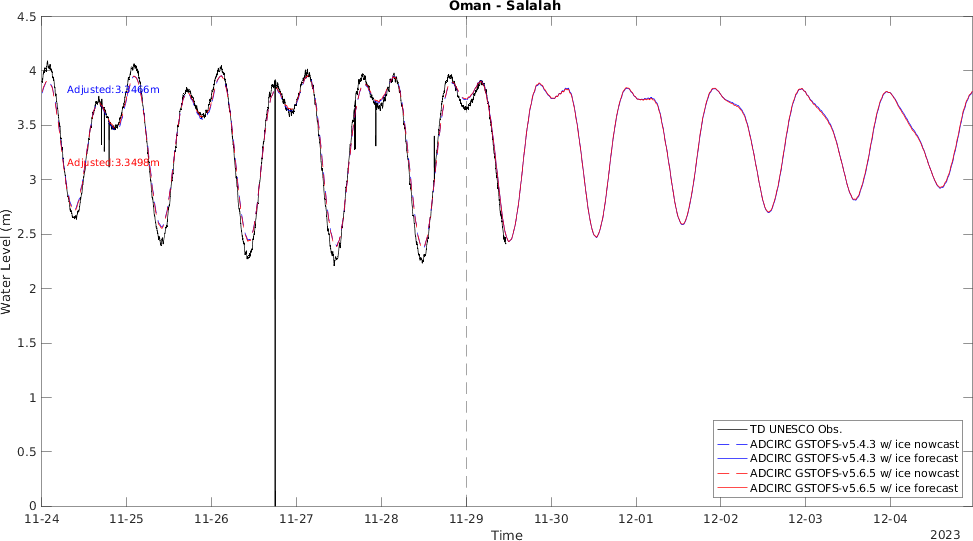 Oman - Salalah
4.5
4
3.5
3
2.5
2
1.5
1
0.5
0
Water Level (m)
Adjusted:3.3466m
Adjusted:3.3498m
TD UNESCO Obs.
ADCIRC GSTOFS-v5.4.3 w/ ice nowcast
ADCIRC GSTOFS-v5.4.3 w/ ice forecast
ADCIRC GSTOFS-v5.6.5 w/ ice nowcast
ADCIRC GSTOFS-v5.6.5 w/ ice forecast
11-24 11-25 11-26 11-27 11-28 11-29 11-30 12-01 12-02 12-03 12-04
Time
2023